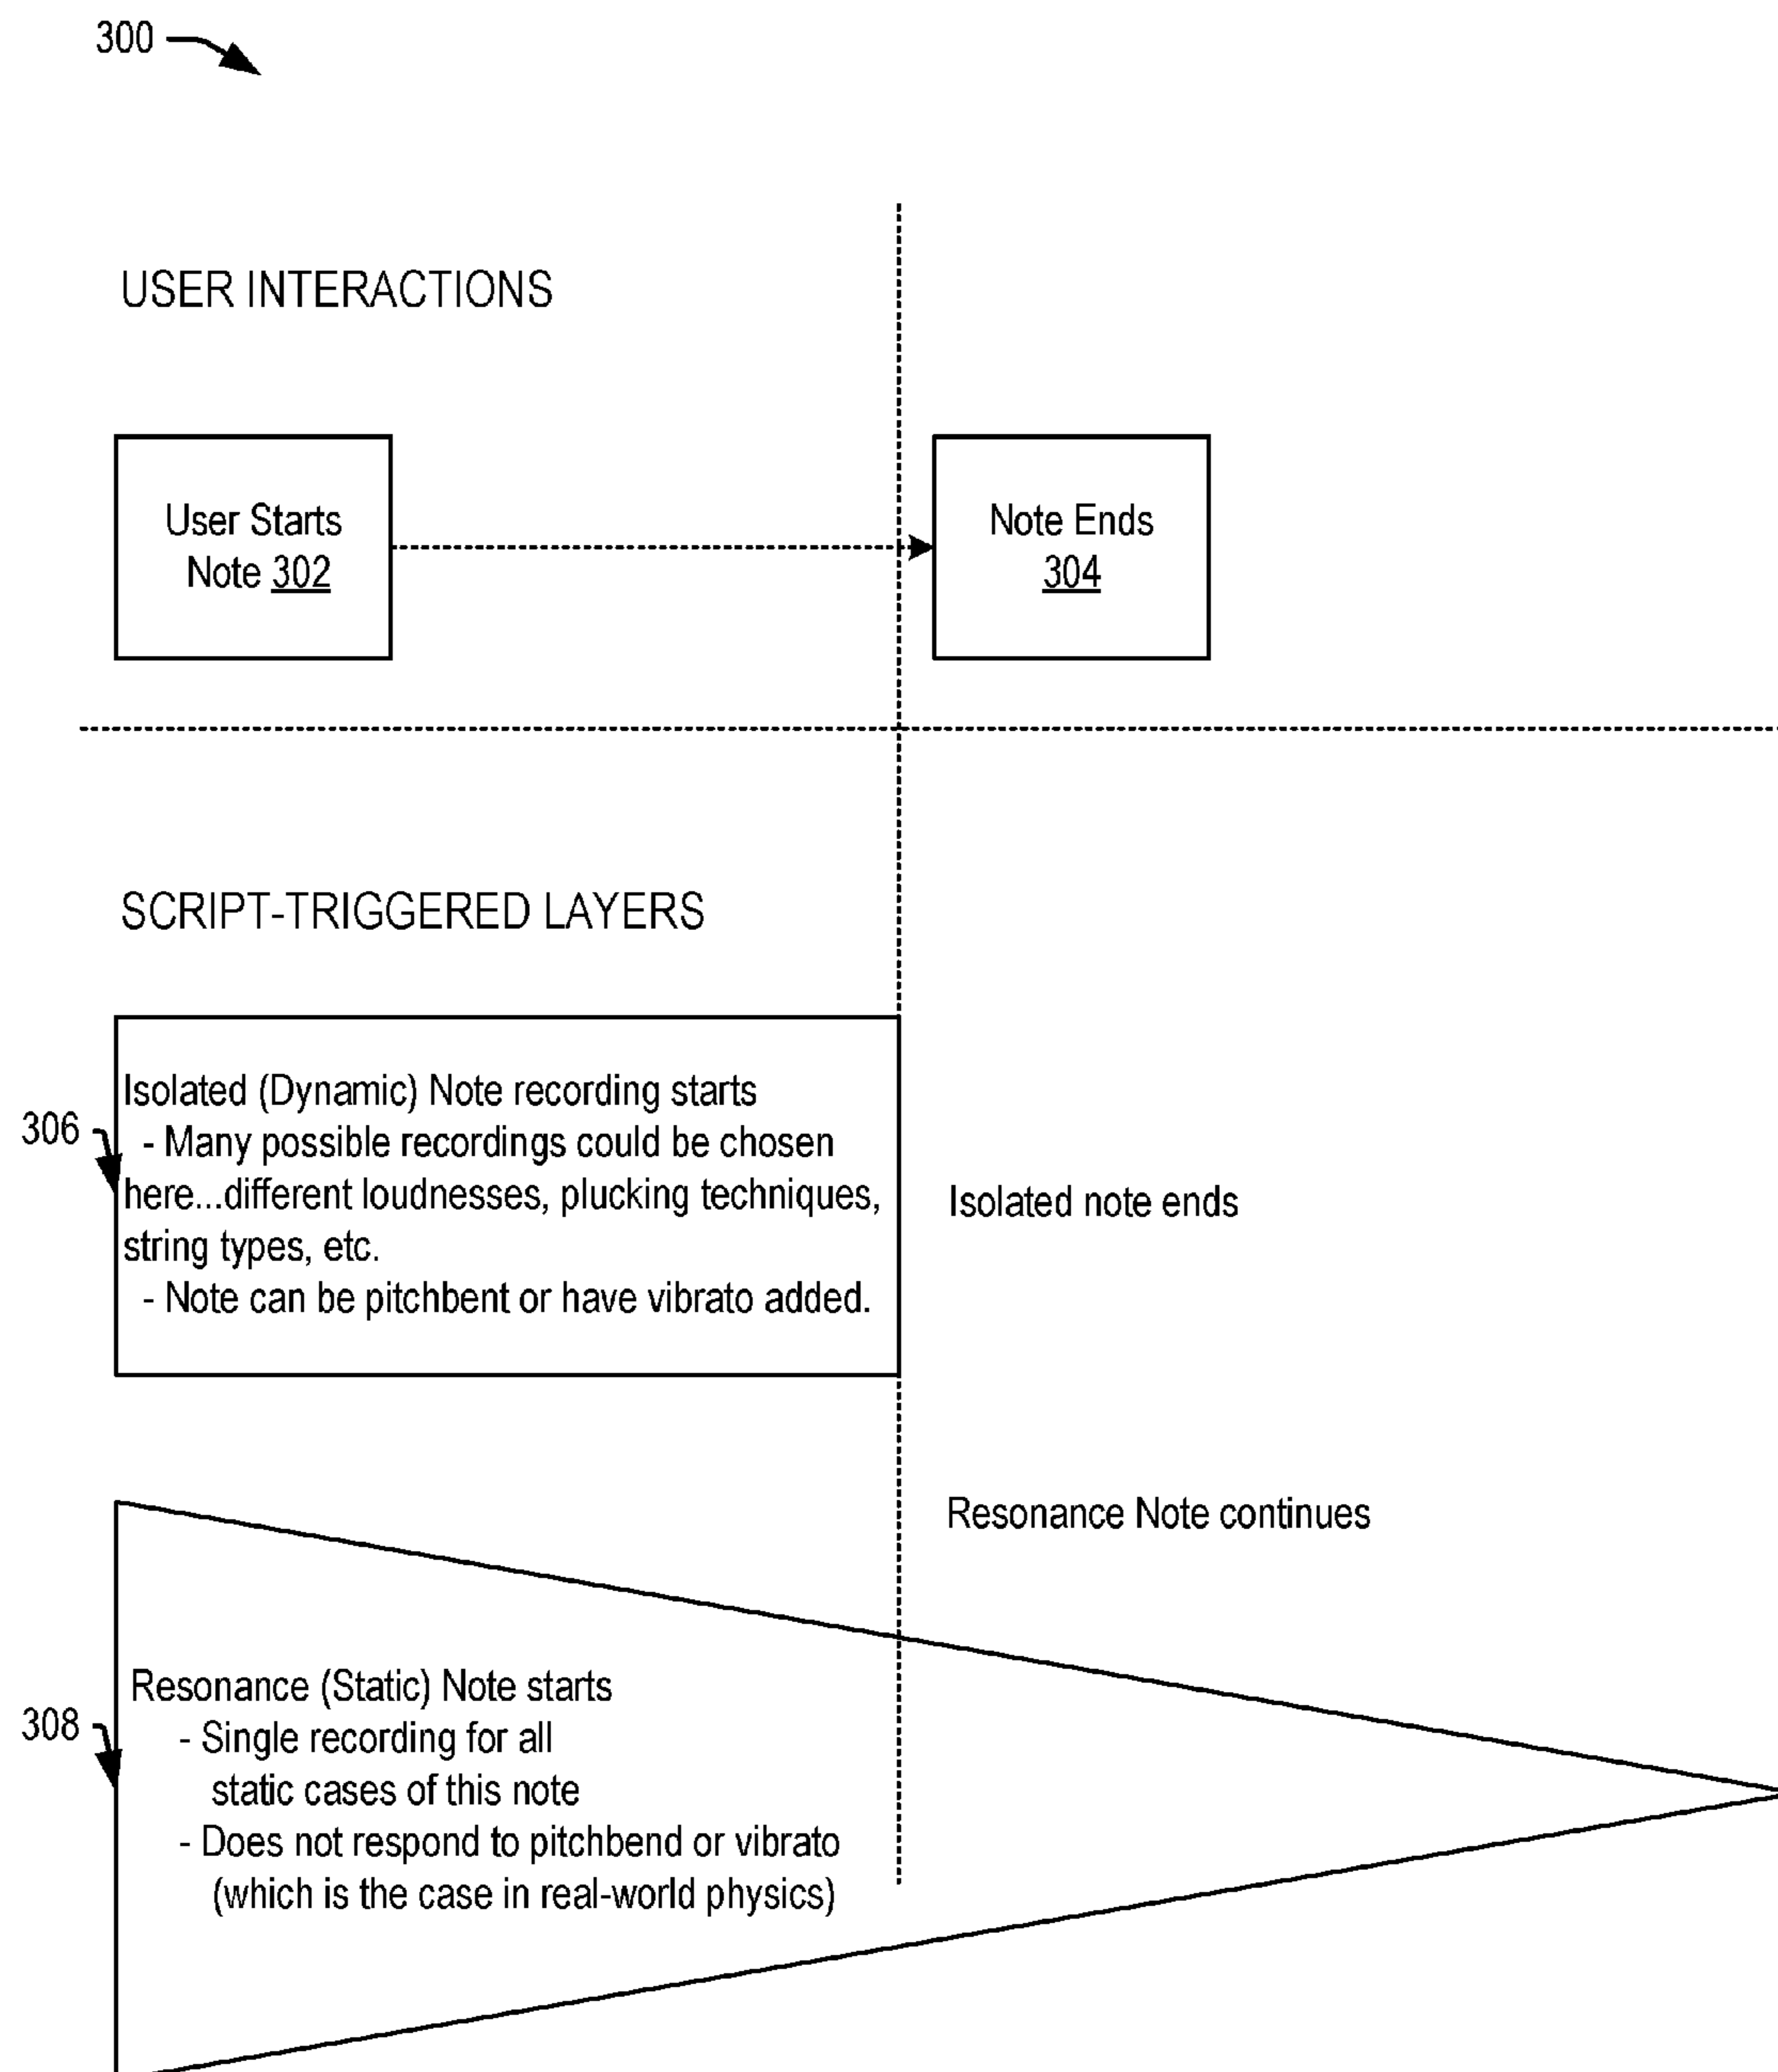 300
USER INTERACTIONS
User Starts
Note 302
Note Ends
304
SCRIPT-TRIGGERED LAYERS
306
Isolated (Dynamic) Note recording starts
- Many possible recordings could be chosen
here...different loudnesses, plucking techniques,
string types, etc.
- Note can be pitchbent or have vibrato added.
Isolated note ends
Resonance Note continues
308
Resonance (Static) Note starts
- Single recording for all
static cases of this note
- Does not respond to pitchbend or vibrato
(which is the case in real-world physics)